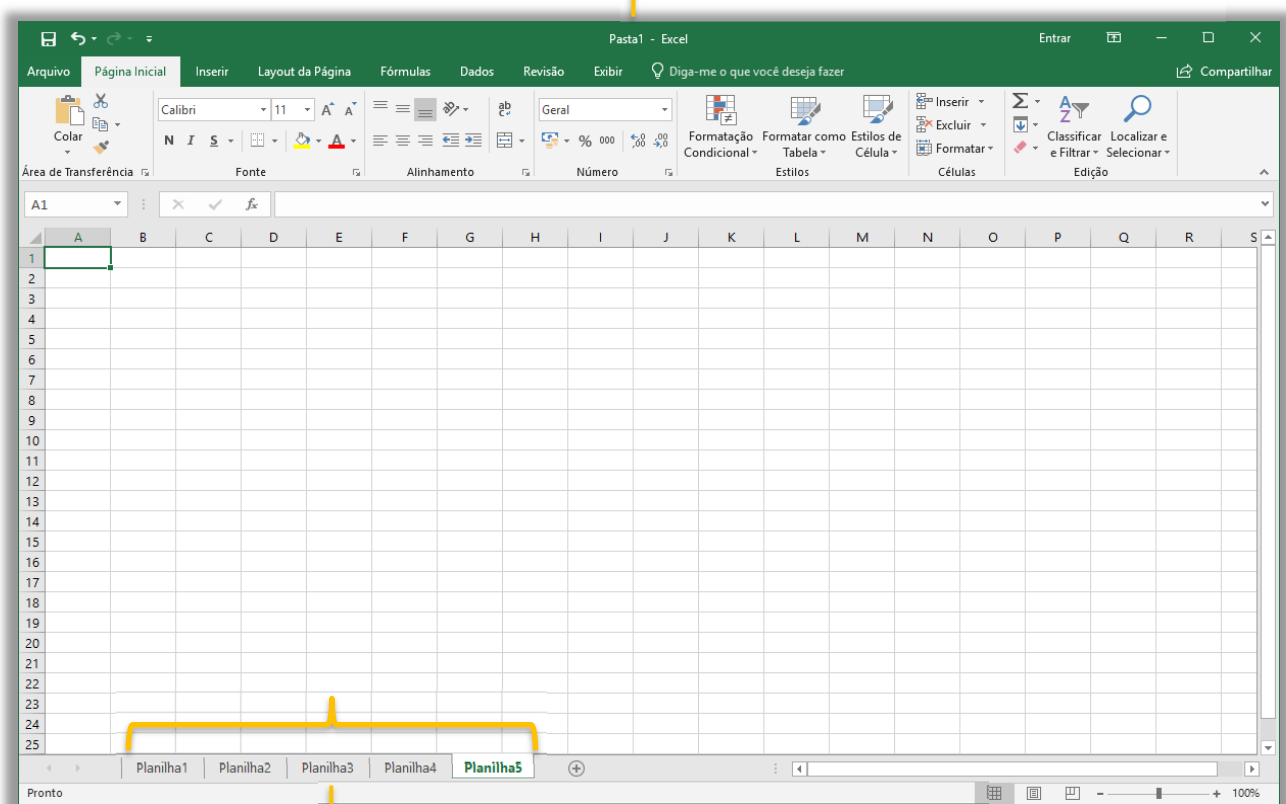 Pasta1 - Excel
Entrar
Arquivo Página Inicial Inserir Layout da Página Fórmulas Dados Revisão Exibir Diga-me o que você deseja fazer Compartilhar
Colar
Calibri 11 A A
N I S A
ab
Geral
% 000 ,00 ,00
Formatação Condicional
Formatar como Tabela
Estilos de Célula
Inserir
Excluir
Formatar
Σ
A Z
Classificar e Filtrar
Localizar e Selecionar
Área de Transferência Fonte Alinhamento Número Estilos Células Edição
A1 fx
A B C D E F G H I J K L M N O P Q R S
1
2
3
4
5
6
7
8
9
10
11
12
13
14
15
16
17
18
19
20
21
22
23
24
25
Planilha1 Planilha2 Planilha3 Planilha4 Planilha5
Pronto 100%